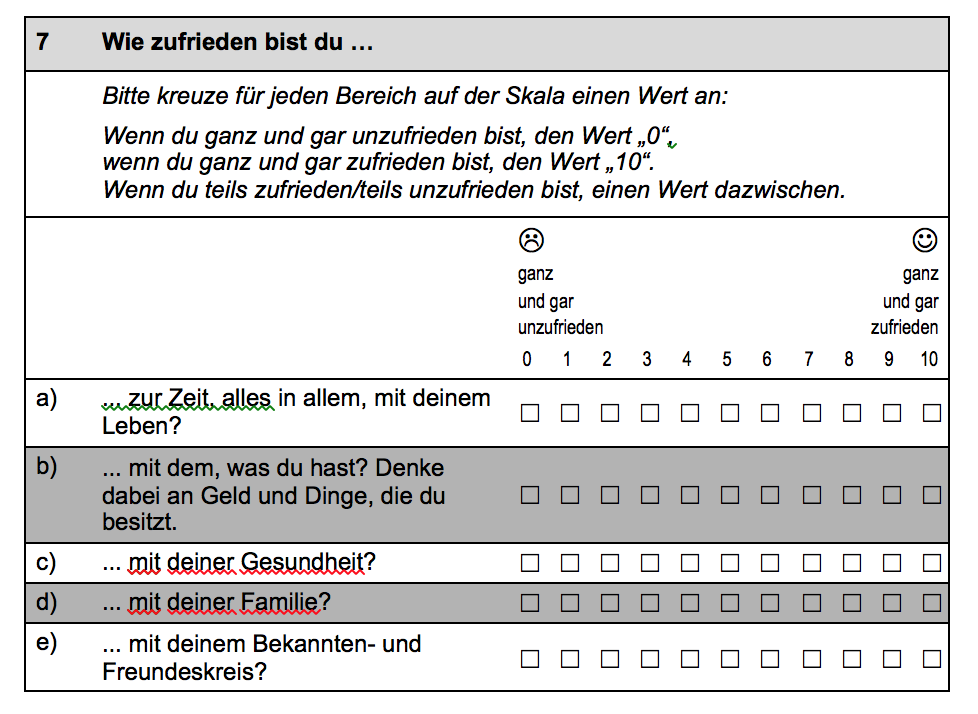 7 Wie zufrieden bist du …
Bitte kreuze für jeden Bereich auf der Skala einen Wert an:
Wenn du ganz und gar unzufrieden bist, den Wert „0“,
wenn du ganz und gar zufrieden bist, den Wert „10“.
Wenn du teils zufrieden/teils unzufrieden bist, einen Wert dazwischen.
☹ ☺
ganz ganz
und gar und gar
unzufrieden zufrieden
0 1 2 3 4 5 6 7 8 9 10
a) ... zur Zeit, alles in allem, mit deinem
Leben?
b) ... mit dem, was du hast? Denke
dabei an Geld und Dinge, die du
besitzt.
c) ... mit deiner Gesundheit?
d) ... mit deiner Familie?
e) ... mit deinem Bekannten- und
Freundeskreis?